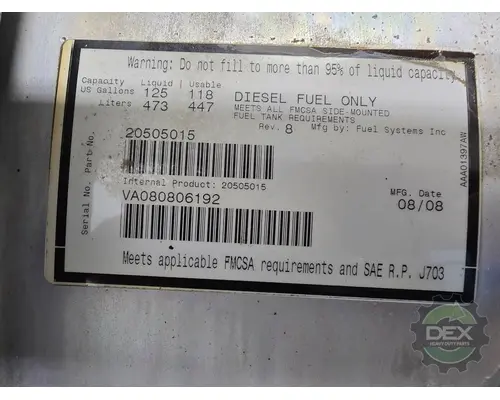 Warning: Do not fill to more than 95% of liquid capacity
Capacity Liquid | Usable
US Gallons 125 118
Liters 473 447
DIESEL FUEL ONLY
MEETS ALL FMCSA SIDE-MOUNTED
FUEL TANK REQUIREMENTS
Rev. 8 Mfg by: Fuel Systems Inc
Part No.
20505015
Internal Product: 20505015
Serial No.
VA080806192
MFG. Date
08/08
AAA01397AW
Meets applicable FMCSA requirements and SAE R.P. J703
DEX
HEAVY DUTY PARTS